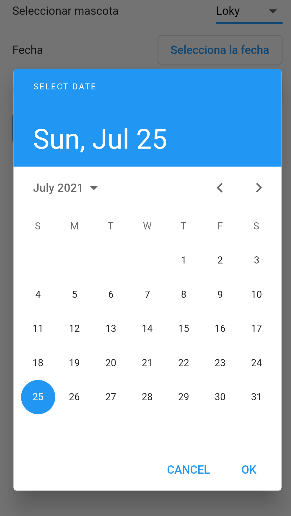 Seleccionar mascota Loky
Fecha Selecciona la fecha
SELECT DATE
Sun, Jul 25
July 2021
S M T W T F S
1 2 3
4 5 6 7 8 9 10
11 12 13 14 15 16 17
18 19 20 21 22 23 24
25 26 27 28 29 30 31
CANCEL OK